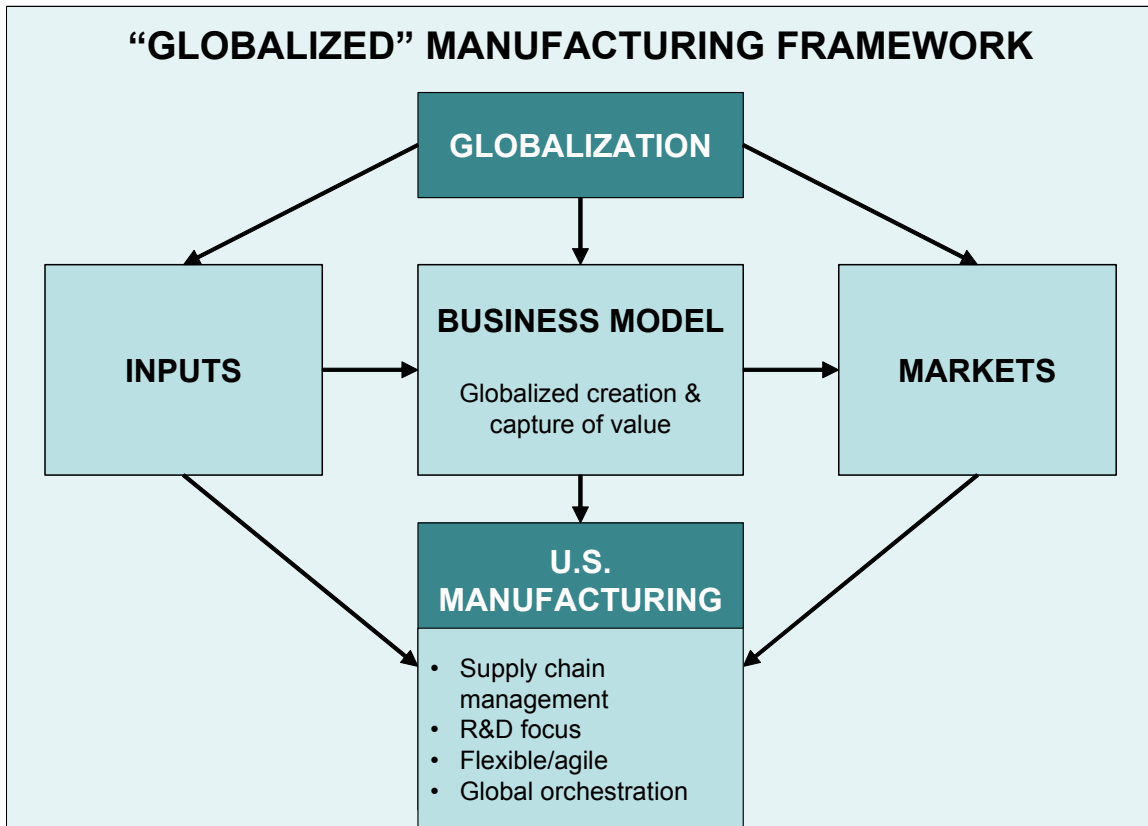 “GLOBALIZED” MANUFACTURING FRAMEWORK
GLOBALIZATION
INPUTS
BUSINESS MODEL
Globalized creation &
capture of value
MARKETS
U.S.
MANUFACTURING
• Supply chain
management
• R&D focus
• Flexible/agile
• Global orchestration